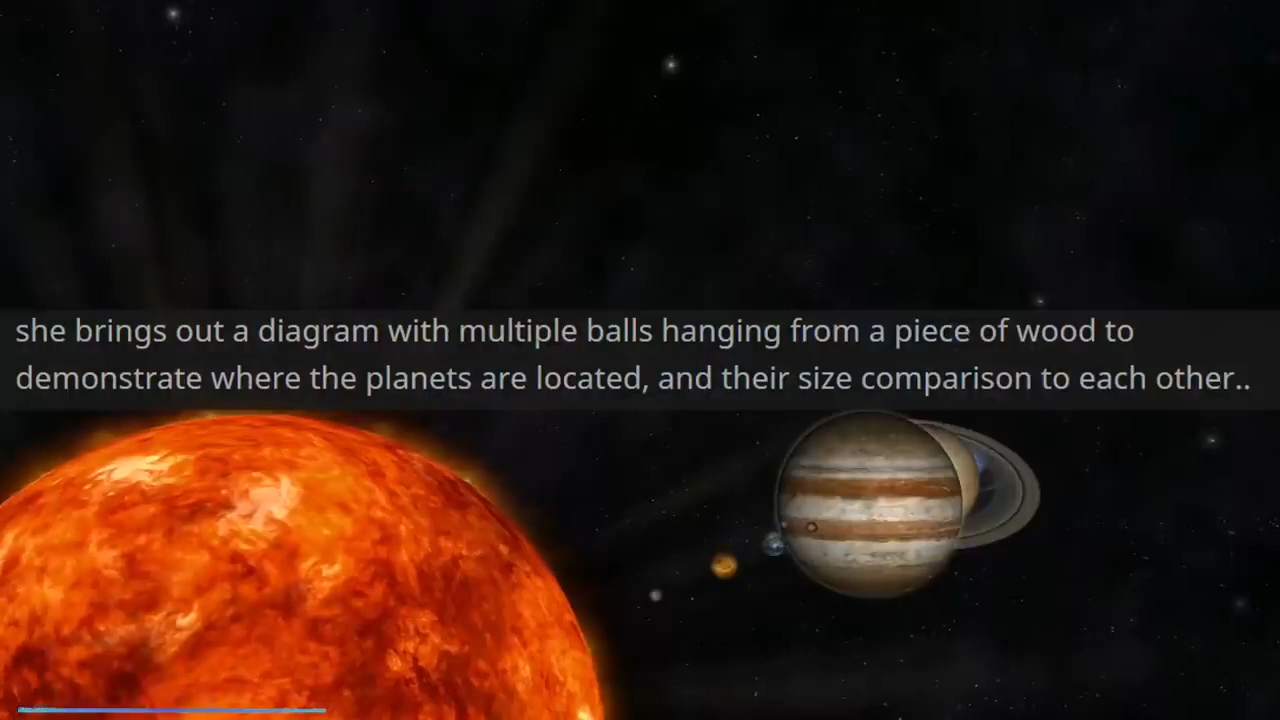 she brings out a diagram with multiple balls hanging from a piece of wood to
demonstrate where the planets are located, and their size comparison to each other..